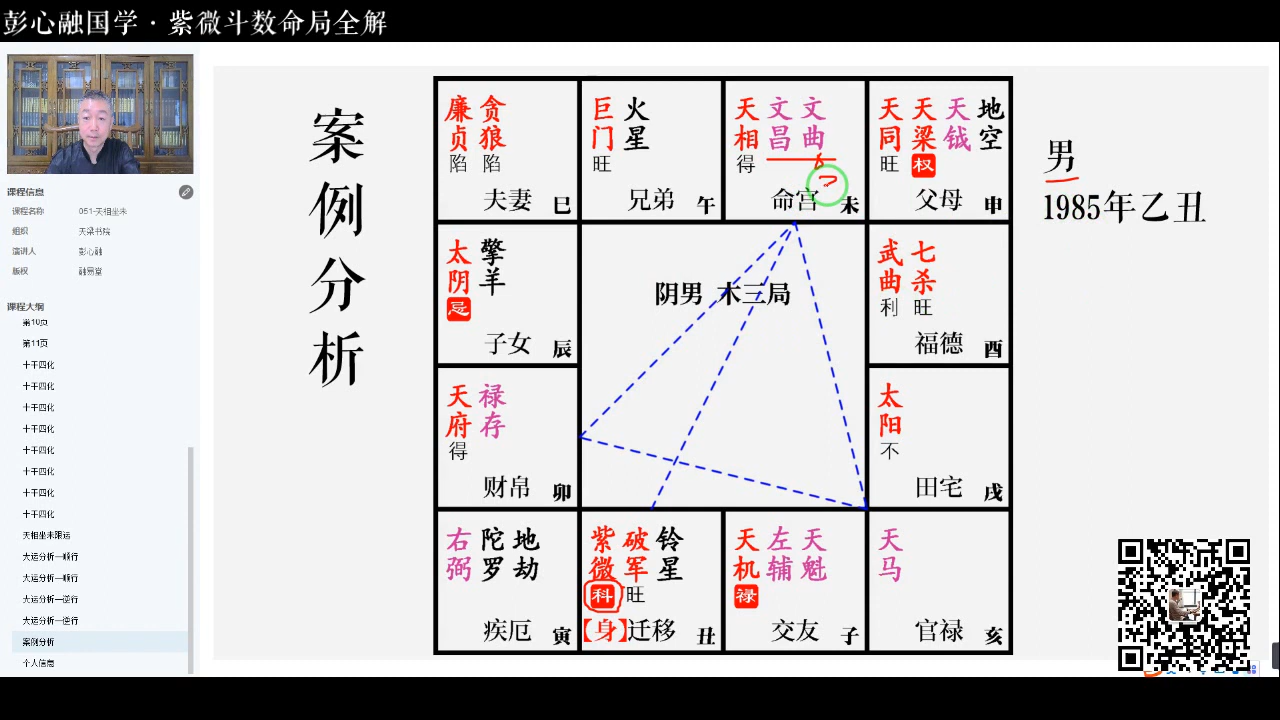 彭心融国学·紫微斗数命局全解
课程信息
课程名称 051-天相坐未
组织 天梁书院
演讲人 彭心融
版权 融易堂
课程大纲
第10页
第11页
十干四化
十干四化
十干四化
十干四化
十干四化
十干四化
十干四化
十干四化
天相坐未限运
大运分析—顺行
大运分析—顺行
大运分析—逆行
大运分析—逆行
案例分析
个人信息
案例分析
廉贞 贪狼
陷 陷
夫妻 巳
巨门 火星
旺
兄弟 午
天相 文昌 文曲
得
命宫 未
天同 天梁 天钺 地空
旺 权
父母 申
太阴 擎羊
忌
子女 辰
阴男 木三局
武曲 七杀
利 旺
福德 酉
天府 禄存
得
财帛 卯
太阳
不
田宅 戌
右弼 陀罗 地劫
疾厄 寅
紫微 破军 铃星
科 旺
【身】迁移 丑
天机 左辅 天魁
禄
交友 子
天马
官禄 亥
男
1985年乙丑